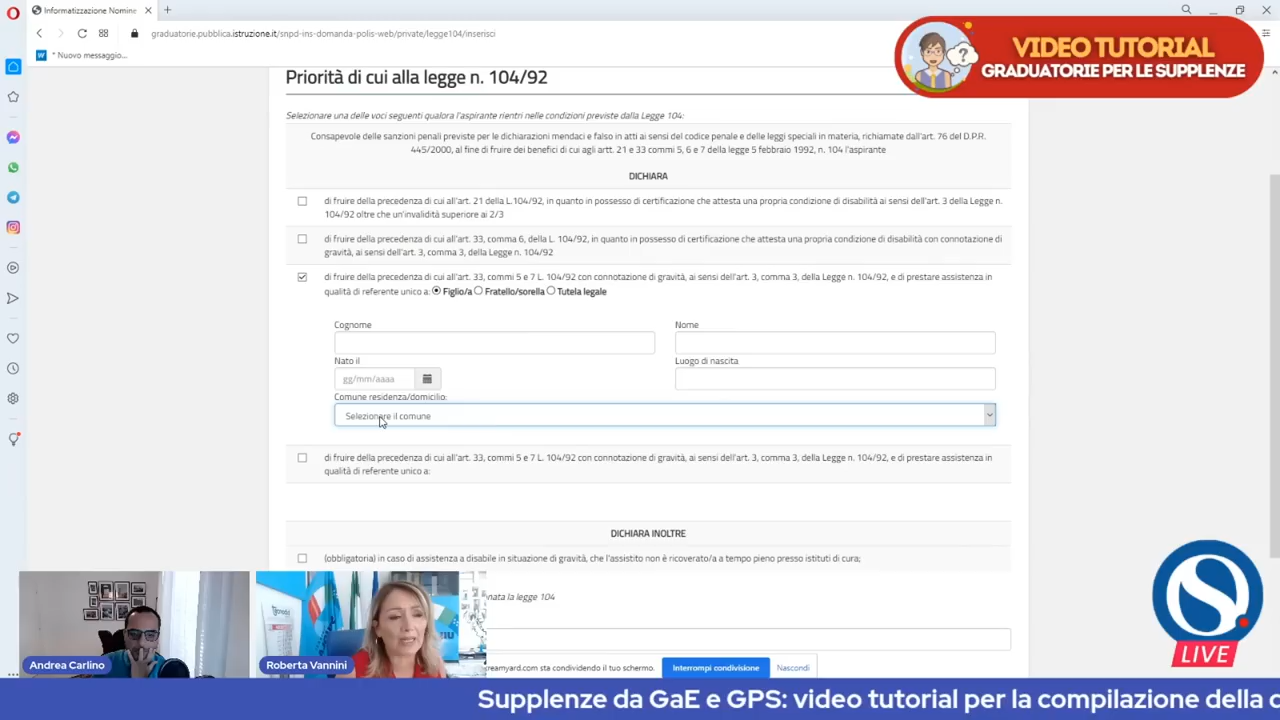 Informatizzazione Nomine
graduatorie.pubblica.istruzione.it/snpd-ins-domanda-polis-web/private/legge104/inserisci
* Nuovo messaggio...
VIDEO TUTORIAL
GRADUATORIE PER LE SUPPLENZE
Priorità di cui alla legge n. 104/92
Selezionare una delle voci seguenti qualora l'aspirante rientri nelle condizioni previste dalla Legge 104:
Consapevole delle sanzioni penali previste per le dichiarazioni mendaci e falso in atti ai sensi del codice penale e delle leggi speciali in materia, richiamate dall'art. 76 del D.P.R.
445/2000, al fine di fruire dei benefici di cui agli artt. 21 e 33 commi 5, 6 e 7 della legge 5 febbraio 1992, n. 104 l'aspirante
DICHIARA
di fruire della precedenza di cui all'art. 21 della L.104/92, in quanto in possesso di certificazione che attesta una propria condizione di disabilità ai sensi dell'art. 3 della Legge n.
104/92 oltre che un'invalidità superiore ai 2/3
di fruire della precedenza di cui all'art. 33, comma 6, della L. 104/92, in quanto in possesso di certificazione che attesta una propria condizione di disabilità con connotazione di
gravità, ai sensi dell'art. 3, comma 3, della Legge n. 104/92
di fruire della precedenza di cui all'art. 33, commi 5 e 7 L. 104/92 con connotazione di gravità, ai sensi dell'art. 3, comma 3, della Legge n. 104/92, e di prestare assistenza in
qualità di referente unico a: Figlio/a Fratello/sorella Tutela legale
Cognome
Nome
Nato il
Luogo di nascita
gg/mm/aaaa
Comune residenza/domicilio:
Selezionare il comune
di fruire della precedenza di cui all'art. 33, commi 5 e 7 L. 104/92 con connotazione di gravità, ai sensi dell'art. 3, comma 3, della Legge n. 104/92, e di prestare assistenza in
qualità di referente unico a:
DICHIARA INOLTRE
(obbligatoria) in caso di assistenza a disabile in situazione di gravità, che l'assistito non è ricoverato/a a tempo pieno presso istituti di cura;
nata la legge 104
reamyard.com sta condividendo il tuo schermo.
Interrompi condivisione
Nascondi
Andrea Carlino
Roberta Vannini
S
LIVE
Supplenze da GaE e GPS: video tutorial per la compilazione della